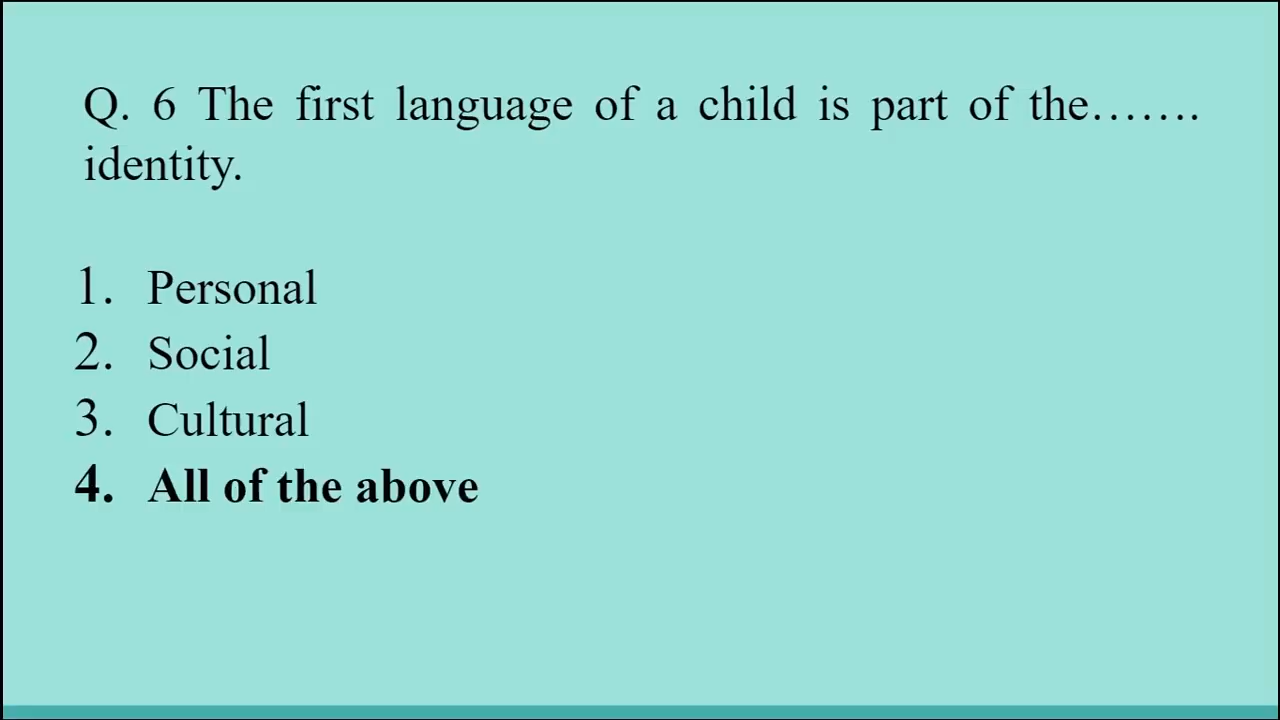 Q. 6 The first language of a child is part of the…….
identity.
1. Personal
2. Social
3. Cultural
4. All of the above